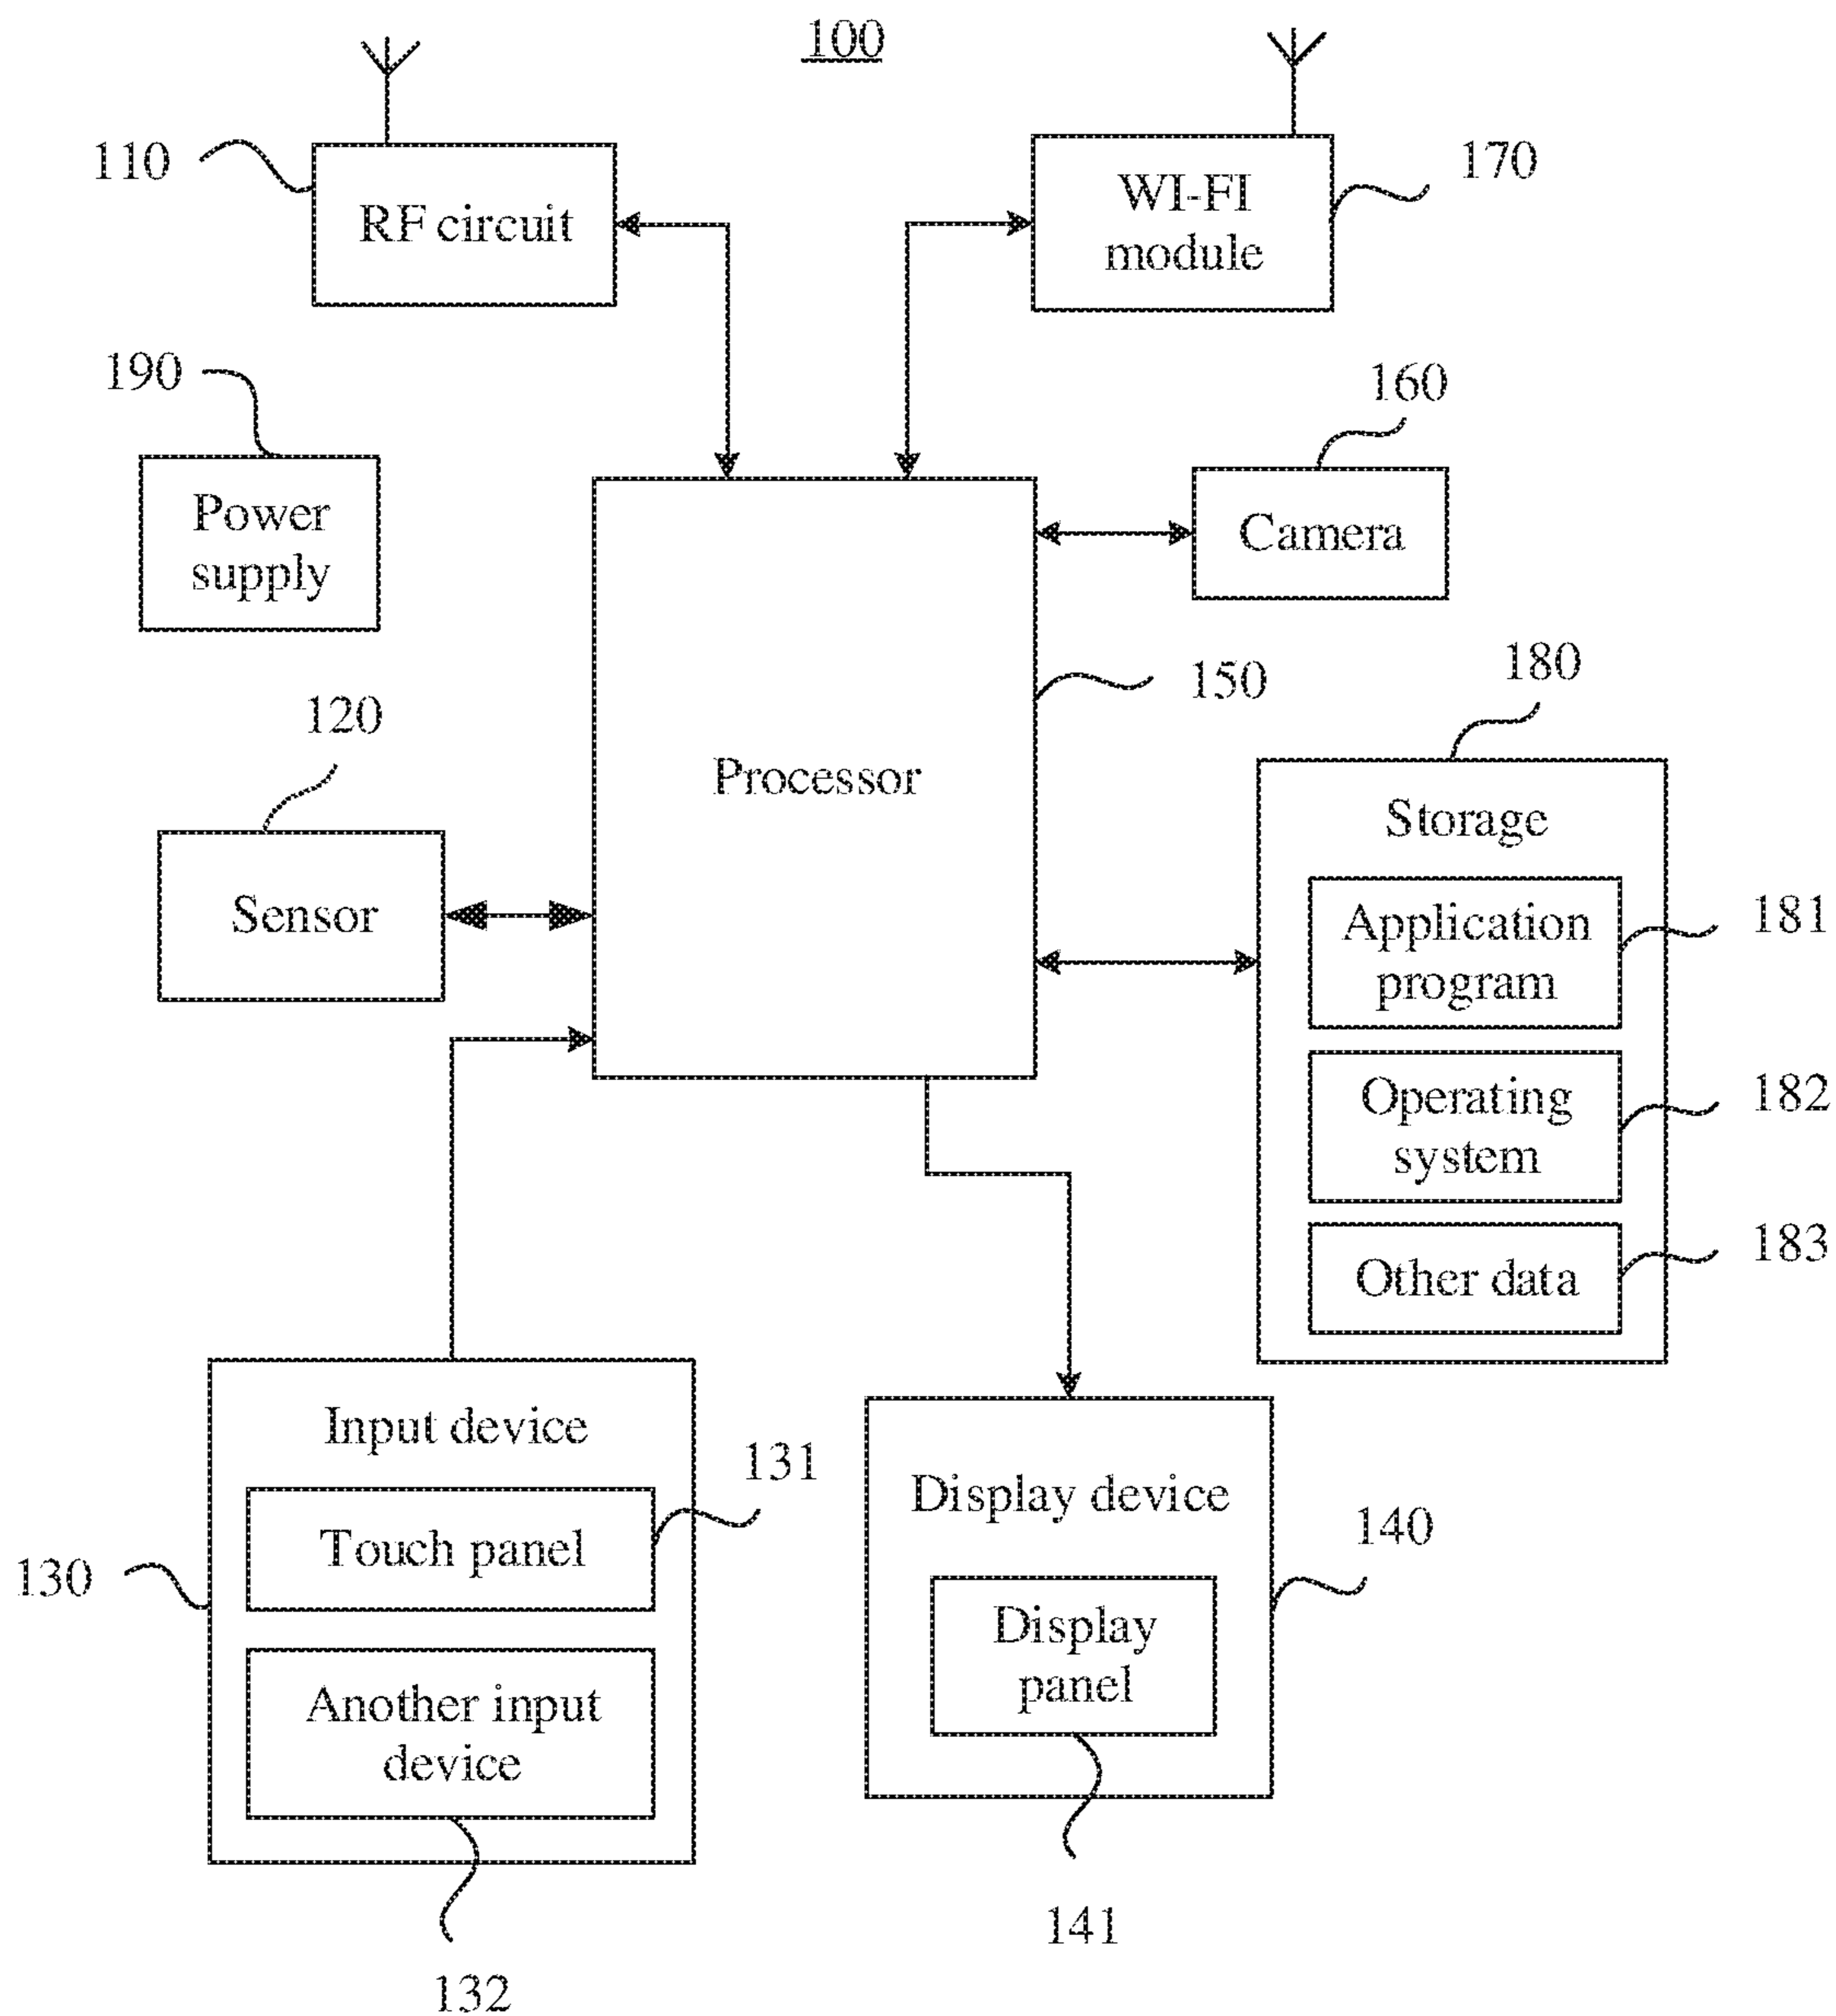 100
110
RF circuit
WI-FI
module
170
190
Power
supply
160
Camera
150
Processor
120
Sensor
180
Storage
Application
program
181
Operating
system
182
Other data
183
Input device
Touch panel
131
130
Another input
device
132
Display device
140
Display
panel
141